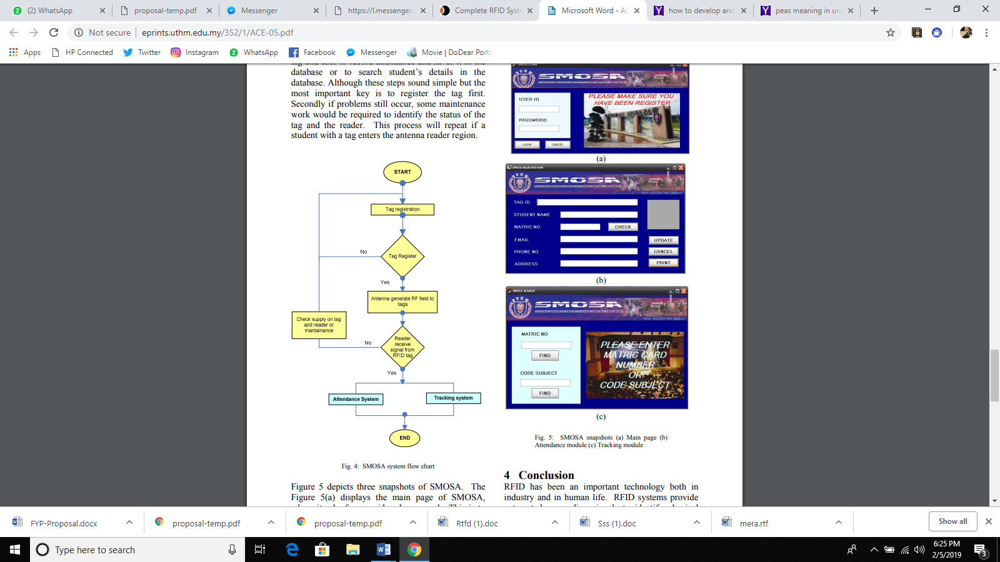 (2) WhatsApp
proposal-temp.pdf
Messenger
https://l.messenger.
Complete RFID Syst
Microsoft Word - AC
how to develop and
peas meaning in urd
Not secure | eprints.uthm.edu.my/352/1/ACE-05.pdf
Apps
HP Connected
Twitter
Instagram
WhatsApp
Facebook
Messenger
Movie | DoDear Porta
tag and uses to record attendance and saves it in the
database or to search student's details in the
database. Although these steps sound simple but the
most important key is to register the tag first.
Secondly if problems still occur, some maintenance
work would be required to identify the status of the
tag and the reader. This process will repeat if a
student with a tag enters the antenna reader region.
START
Tag registration
No
Tag Register
Yes
Antenna generate RF field to
tags
Check supply on tag
and reader or
mantainance
No
Reader
receive
signal from
RFID tag
Yes
Attendance System
Tracking system
END
Fig. 4: SMOSA system flow chart
Figure 5 depicts three snapshots of SMOSA. The
Figure 5(a) displays the main page of SMOSA,
SMOSA LOGIN
SMOSA
USER ID
PASSWORD
LOGIN
CANCEL
PLEASE MAKE SURE YOU
HAVE BEEN REGISTER
(a)
SMOSA REGISTRATION
SMOSA
"With Wisdom We Explore"
TAG ID
STUDENT NAME
MATRIC NO.
CHECK
EMAIL
UPDATE
PHONE NO
CANCEL
ADDRESS
PRINT
(b)
SMOSA SEARCH
SMOSA
"With Wisdom We Explore"
MATRIC NO.
FIND
CODE SUBJECT
FIND
PLEASE ENTER
MATRIC CARD
NUMBER
OR
CODE SUBJECT
(c)
Fig. 5: SMOSA snapshots (a) Main page (b)
Attendance module (c) Tracking module
4 Conclusion
RFID has been an important technology both in
industry and in human life. RFID systems provide
FYP-Proposal.docx
proposal-temp.pdf
proposal-temp.pdf
Rtfd (1).doc
Sss (1).doc
mera.rtf
Show all
Type here to search
6:25 PM
2/5/2019
3